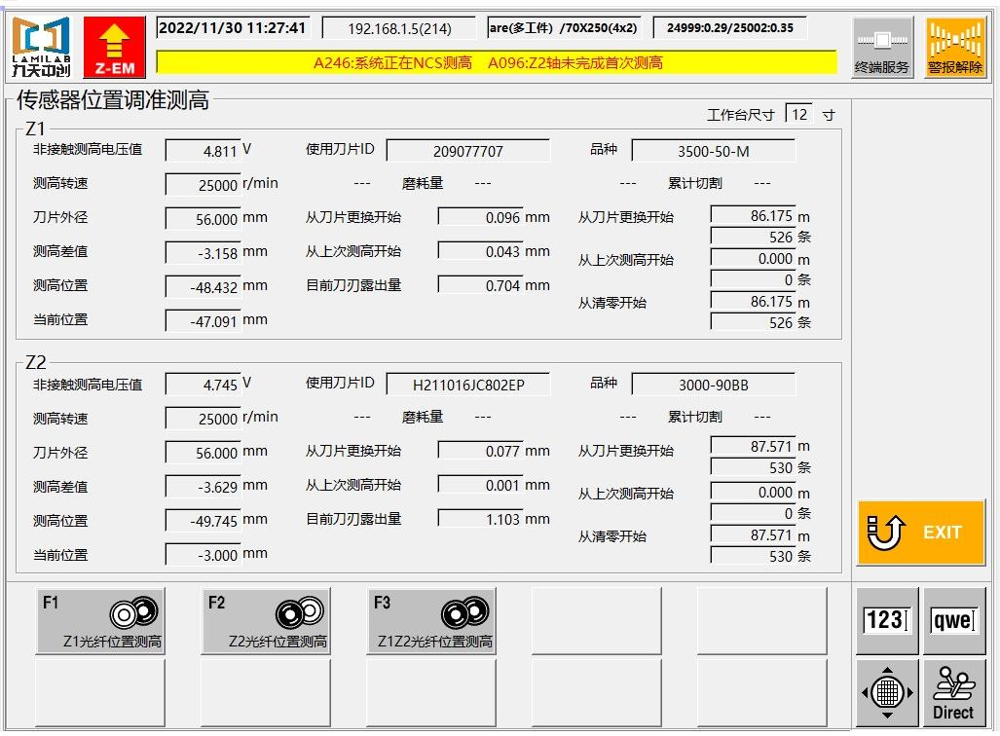 LAMILAB
九天中创
Z-EM
2022/11/30 11:27:41
192.168.1.5(214)
are(多工件) /70X250(4x2)
24999:0.29/25002:0.35
A246:系统正在NCS测高 A096:Z2轴未完成首次测高
终端服务
警报解除
传感器位置调准测高
工作台尺寸 12 寸
Z1
非接触测高电压值 4.811 V 使用刀片ID 209077707 品种 3500-50-M
测高转速 25000 r/min --- 磨耗量 --- --- 累计切割 ---
刀片外径 56.000 mm 从刀片更换开始 0.096 mm 从刀片更换开始 86.175 m
526 条
测高差值 -3.158 mm 从上次测高开始 0.043 mm 从上次测高开始 0.000 m
0 条
测高位置 -48.432 mm 目前刀刃露出量 0.704 mm 从清零开始 86.175 m
当前位置 -47.091 mm 526 条
Z2
非接触测高电压值 4.745 V 使用刀片ID H211016JC802EP 品种 3000-90BB
测高转速 25000 r/min --- 磨耗量 --- --- 累计切割 ---
刀片外径 56.000 mm 从刀片更换开始 0.077 mm 从刀片更换开始 87.571 m
530 条
测高差值 -3.629 mm 从上次测高开始 0.001 mm 从上次测高开始 0.000 m
0 条
测高位置 -49.745 mm 目前刀刃露出量 1.103 mm 从清零开始 87.571 m
当前位置 -3.000 mm 530 条
EXIT
F1
Z1光纤位置测高
F2
Z2光纤位置测高
F3
Z1Z2光纤位置测高
123
qwe
Direct